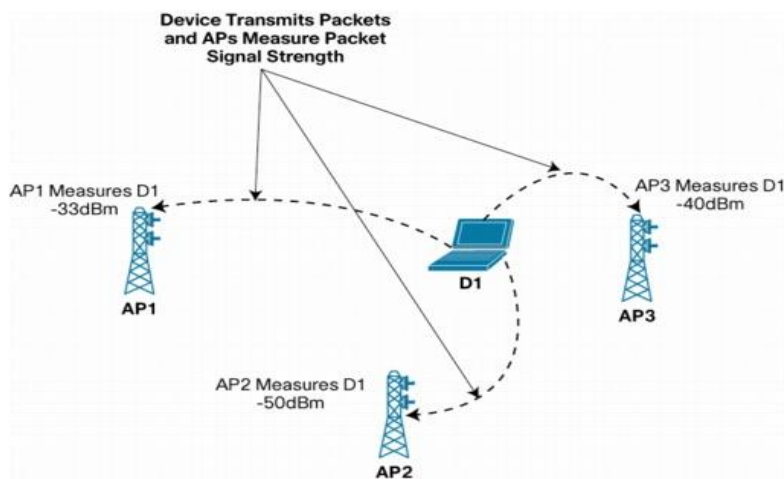 Device Transmits Packets
and APs Measure Packet
Signal Strength
AP1 Measures D1
-33dBm
AP3 Measures D1
-40dBm
D1
AP1
AP3
AP2 Measures D1
-50dBm
AP2